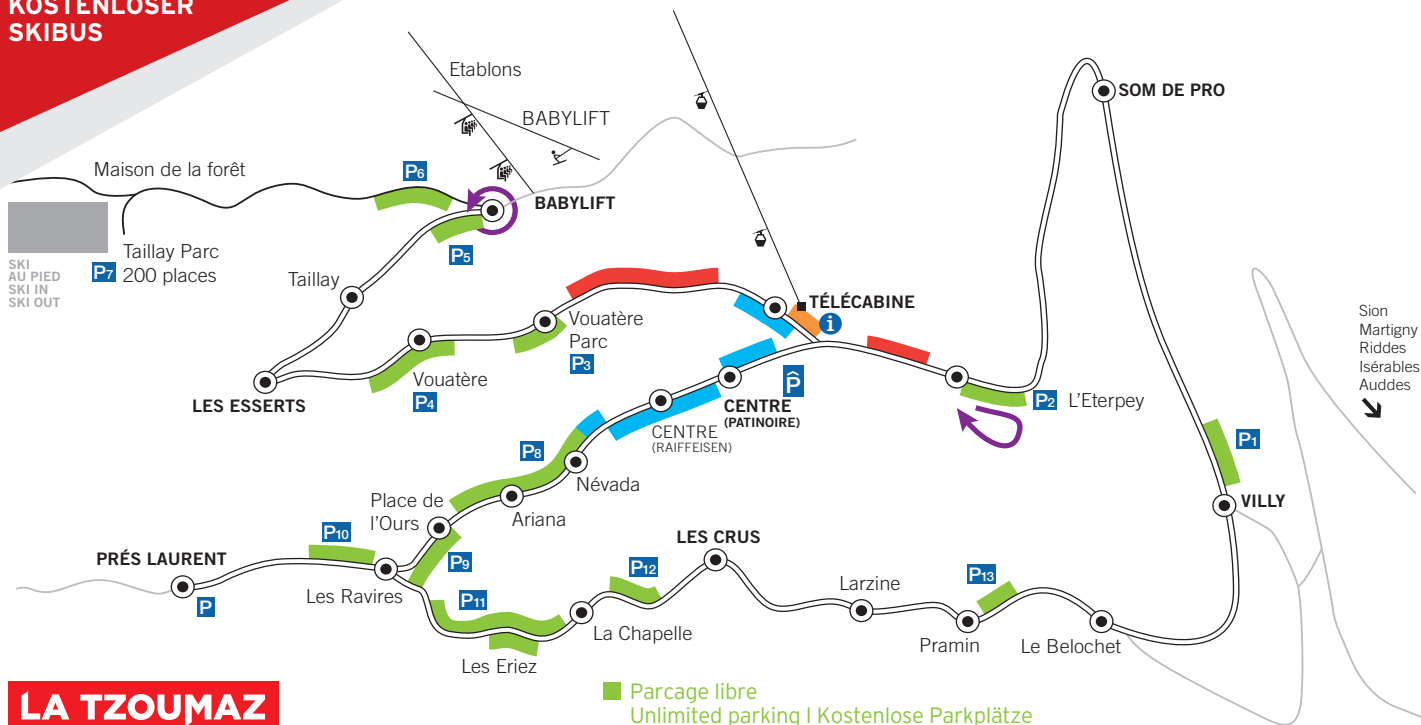 KOSTENLOSER
SKIBUS
Etablons
BABYLIFT
SOM DE PRO
Maison de la forêt
P6
BABYLIFT
P5
SKI
AU PIED
SKI IN
SKI OUT
P7
Taillay Parc
200 places
Taillay
TÉLÉCABINE
i
Vouatère
Parc
P3
Vouatère
P4
LES ESSERTS
P
CENTRE
(PATINOIRE)
CENTRE
(RAIFFEISEN)
P2
L'Eterpey
Sion
Martigny
Riddes
Isérables
Auddes
P1
VILLY
P8
Névada
Ariana
Place de
l'Ours
P9
P10
PRÉS LAURENT
P
Les Ravires
P11
Les Eriez
La Chapelle
P12
LES CRUS
Larzine
P13
Pramin
Le Belochet
LA TZOUMAZ
Parcage libre
Unlimited parking I Kostenlose Parkplätze